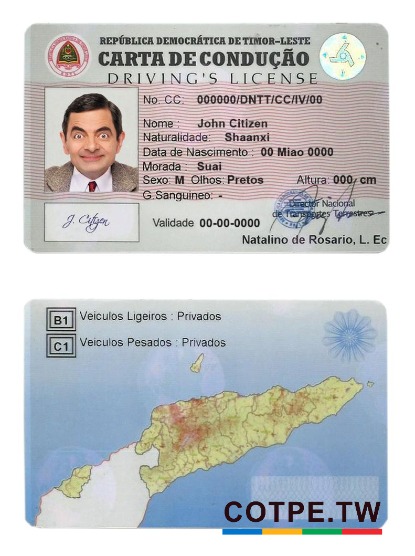 REPÚBLICA DEMOCRÁTICA DE TIMOR-LESTE
CARTA DE CONDUÇÃO
DRIVING'S LICENSE
No. CC. 000000/DNTT/CC/IV/00
Nome : John Citizen
Naturalidade: Shaanxi
Data de Nascimento : 00 Miao 0000
Morada : Suai
Sexo: M Olhos: Pretos Altura: 000, cm
G.Sanguineo: -
J. Citizen
Validade 00-00-0000
Director Nacional
de Transportes Terrestres
Natalino de Rosario, L. Ec
B1 Veiculos Ligeiros : Privados
C1 Veiculos Pesados : Privados
COTPE.TW